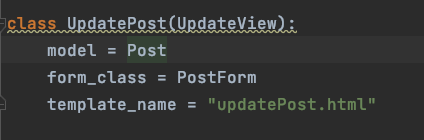 class UpdatePost(UpdateView):
    model = Post
    form_class = PostForm
    template_name = "updatePost.html"